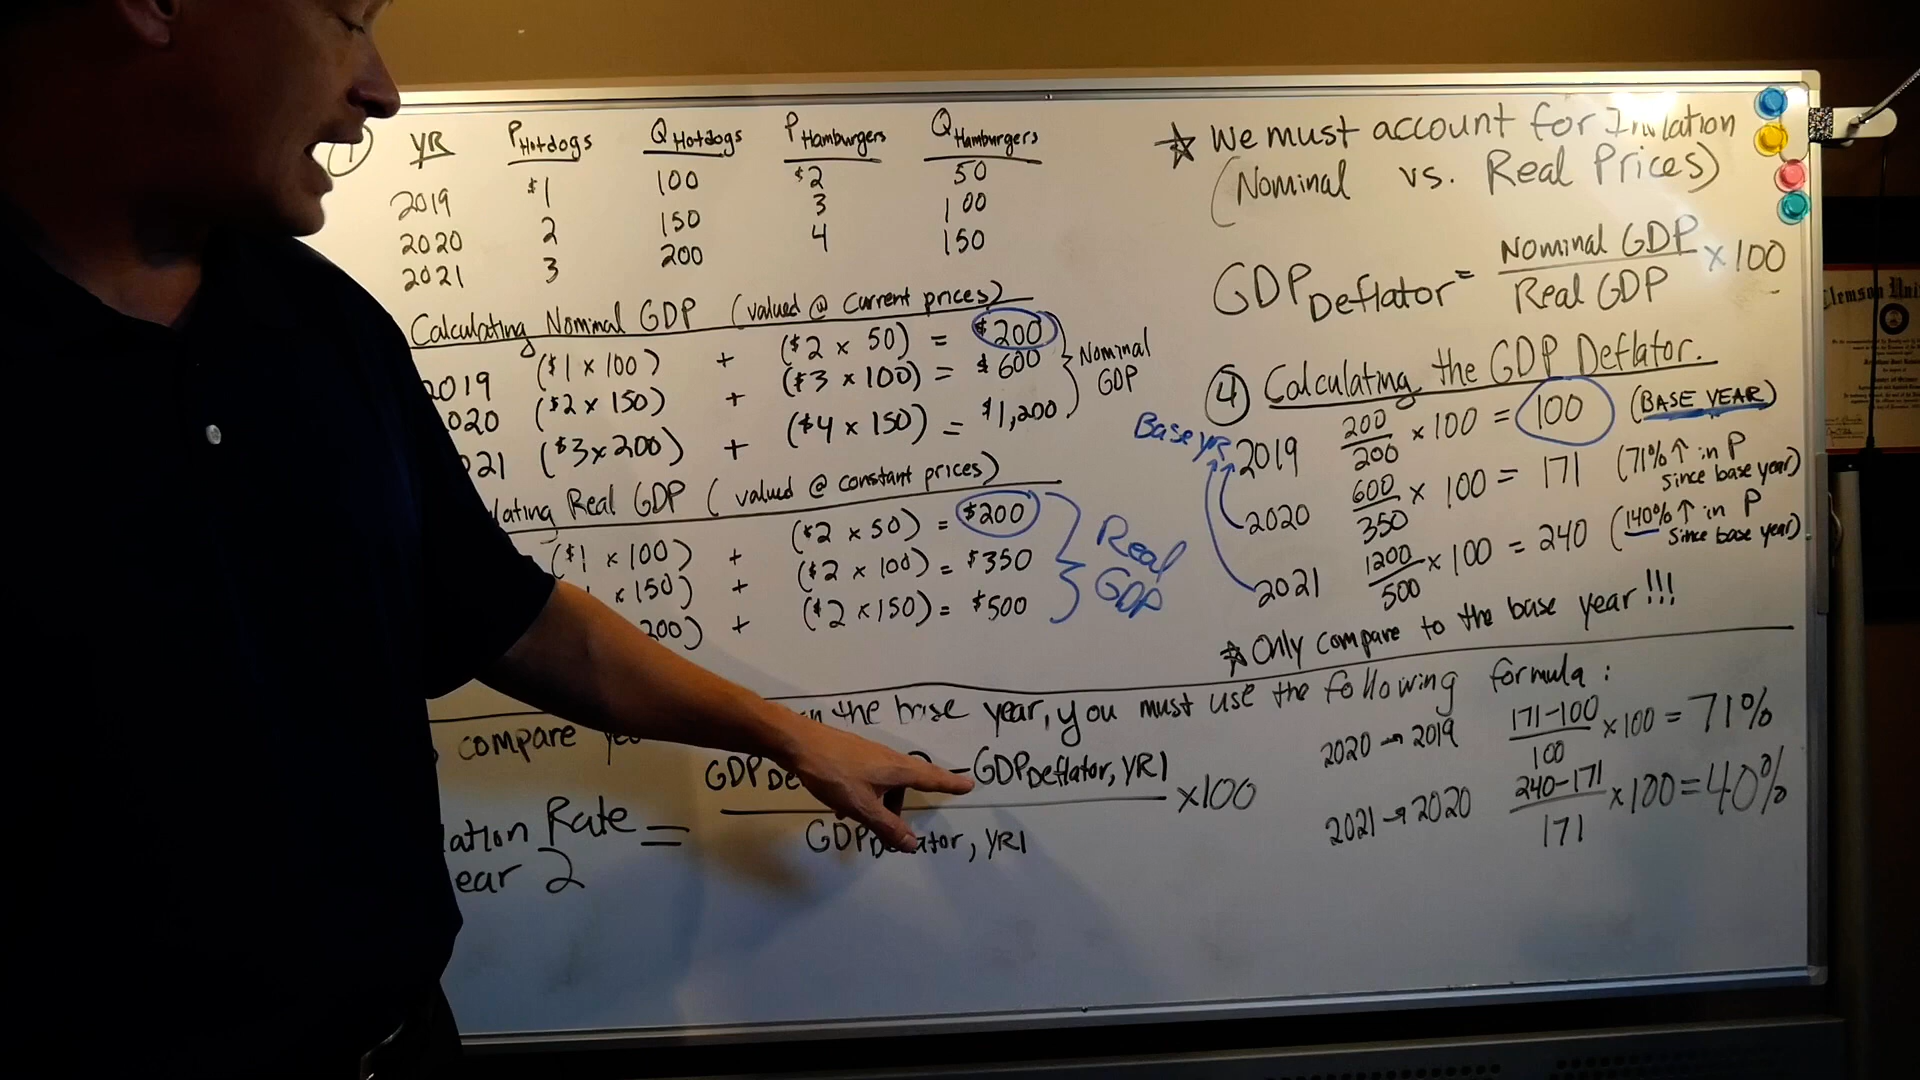 1
YR P Hotdogs Q Hotdogs P Hamburgers Q Hamburgers
2019 $1 100 $2 50
2020 2 150 3 100
2021 3 200 4 150
Calculating Nominal GDP (valued @ current prices)
2019 ($1 x 100) + ($2 x 50) = $200
020 ($2 x 150) + ($3 x 100) = $600
21 ($3 x 200) + ($4 x 150) = $1,200
Nominal
GDP
lating Real GDP (valued @ constant prices)
($1 x 100) + ($2 x 50) = $200
x 150) + ($2 x 100) = $350
200) + ($2 x 150) = $500
Real
GDP
☆ We must account for Inflation
(Nominal vs. Real Prices)
GDP Deflator = Nominal GDP / Real GDP x 100
4 Calculating the GDP Deflator.
Base yr 2019 200/200 x 100 = 100 (BASE YEAR)
2020 600/350 x 100 = 171 (71% ↑ in P
since base year)
2021 1200/500 x 100 = 240 (140% ↑ in P
since base year)
☆ Only compare to the base year!!!
the base year, you must use the following formula:
compare
GDP De - GDP Deflator, YR1
x100
GDP Deflator, YR1
lation Rate =
ear 2
2020 → 2019 171-100/100 x 100 = 71%
2021 → 2020 240-171/171 x 100 = 40%
Clemson Uni